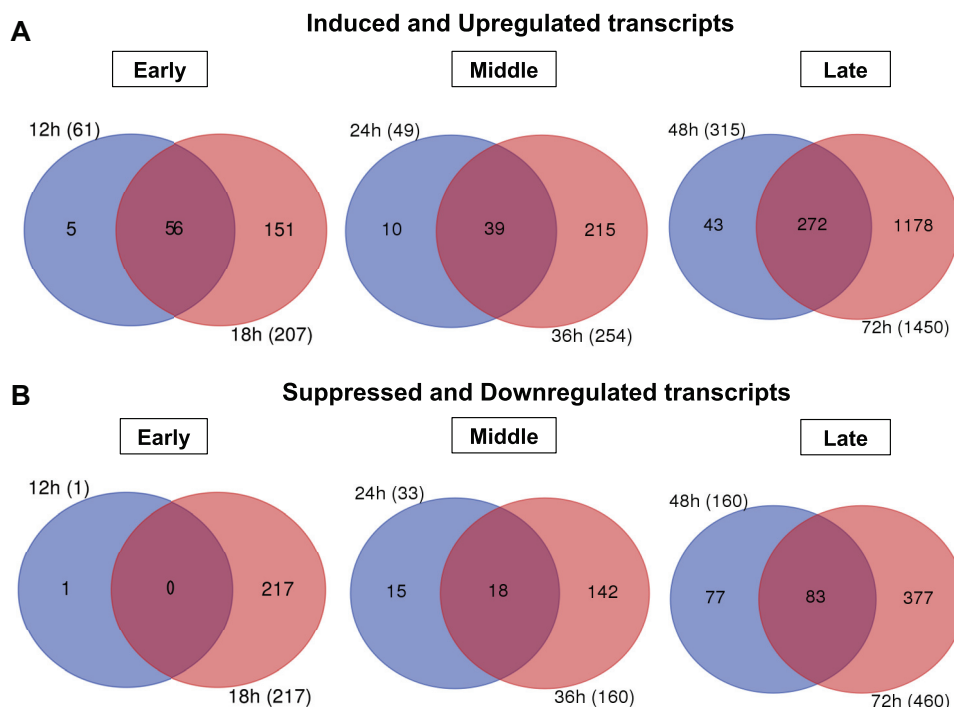 A
Induced and Upregulated transcripts
Early
Middle
Late
12h (61)
24h (49)
48h (315)
5
56
151
10
39
215
43
272
1178
18h (207)
36h (254)
72h (1450)
B
Suppressed and Downregulated transcripts
Early
Middle
Late
12h (1)
24h (33)
48h (160)
1
0
217
15
18
142
77
83
377
18h (217)
36h (160)
72h (460)